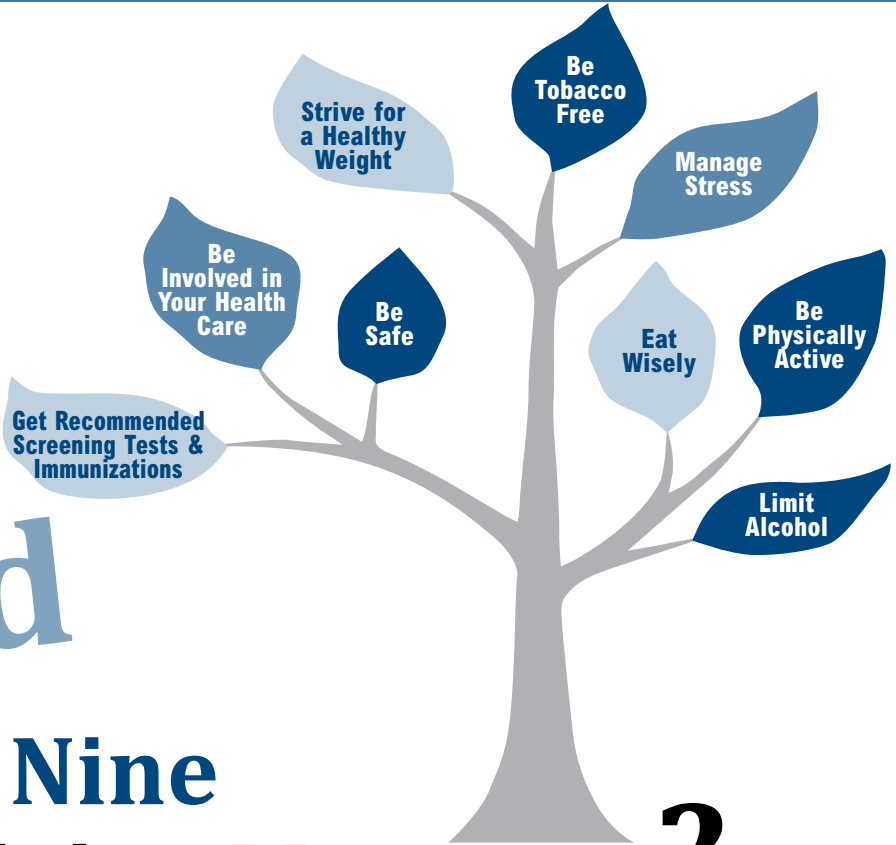 Be
Tobacco
Free
Strive for
a Healthy
Weight
Manage
Stress
Be
Involved in
Your Health
Care
Be
Safe
Eat
Wisely
Be
Physically
Active
Get Recommended
Screening Tests &
Immunizations
Limit
Alcohol
d
Nine
?